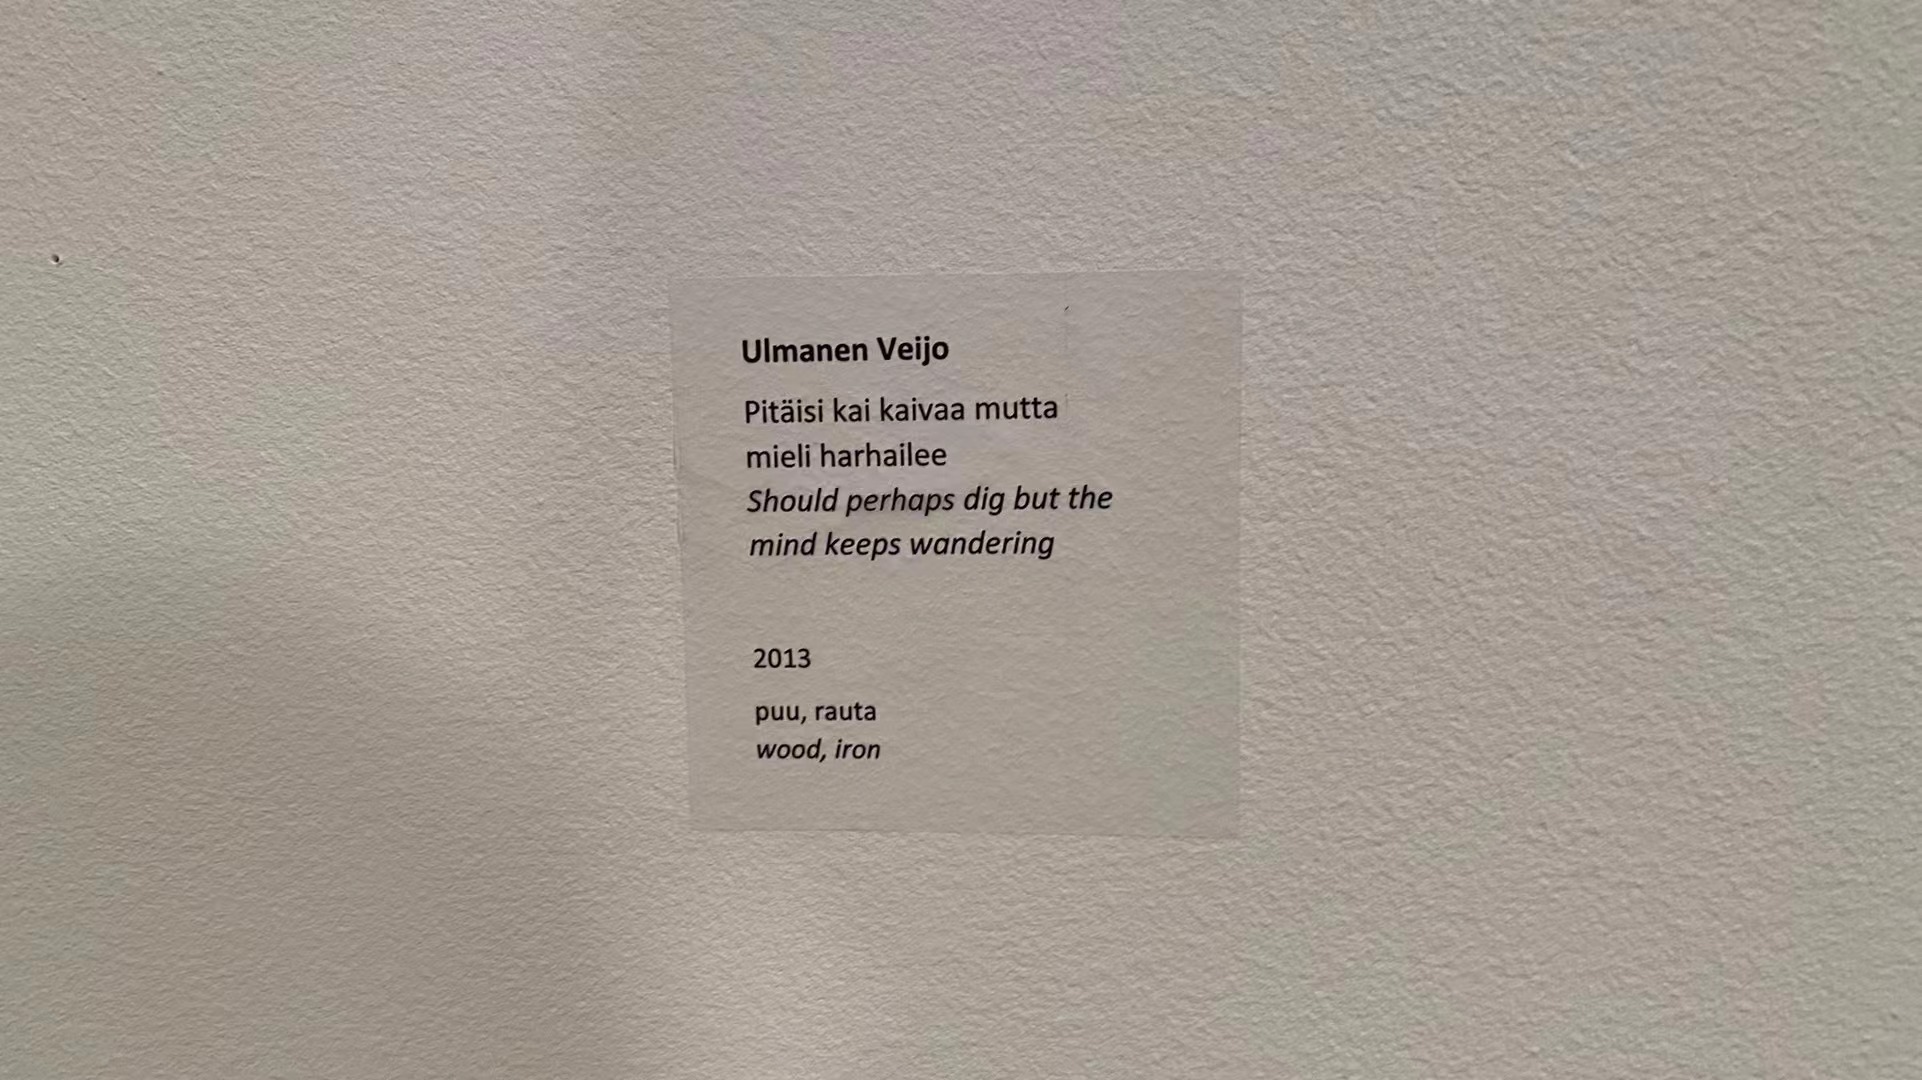 Ulmanen Veijo
Pitäisi kai kaivaa mutta
mieli harhailee
Should perhaps dig but the
mind keeps wandering
2013
puu, rauta
wood, iron